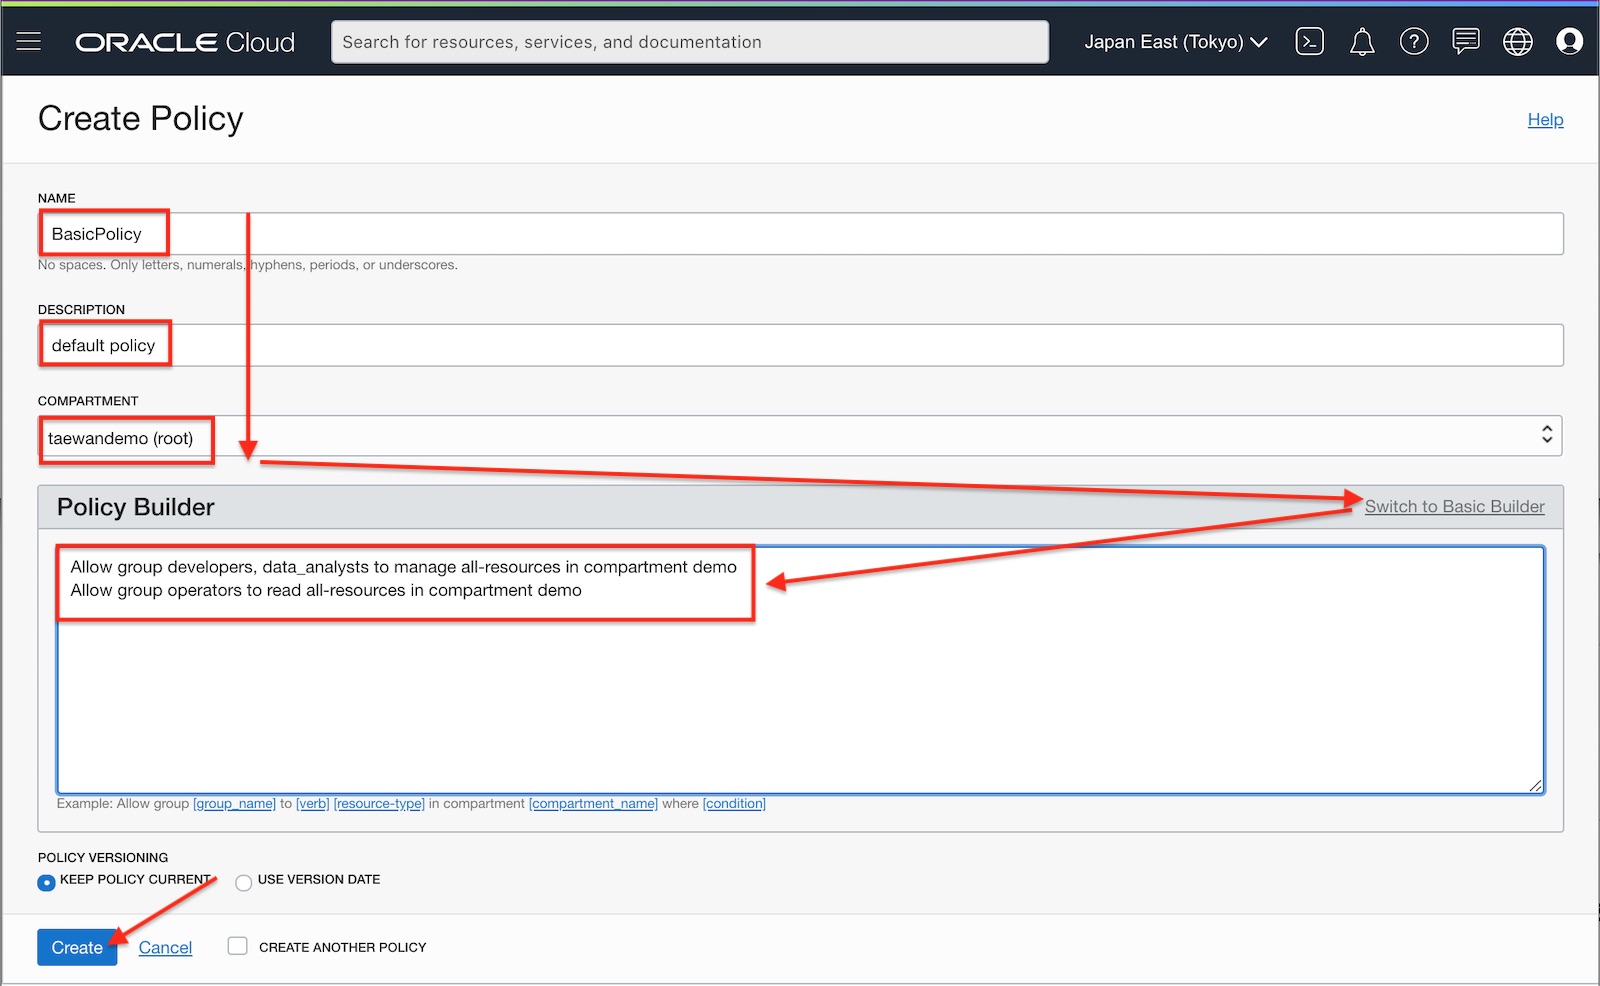 ORACLE Cloud
Search for resources, services, and documentation
Japan East (Tokyo)
Create Policy
Help
NAME
BasicPolicy
No spaces. Only letters, numerals, hyphens, periods, or underscores.
DESCRIPTION
default policy
COMPARTMENT
taewandemo (root)
Policy Builder
Switch to Basic Builder
Allow group developers, data_analysts to manage all-resources in compartment demo
Allow group operators to read all-resources in compartment demo
Example: Allow group [group_name] to [verb] [resource-type] in compartment [compartment_name] where [condition]
POLICY VERSIONING
KEEP POLICY CURRENT
USE VERSION DATE
Create
Cancel
CREATE ANOTHER POLICY